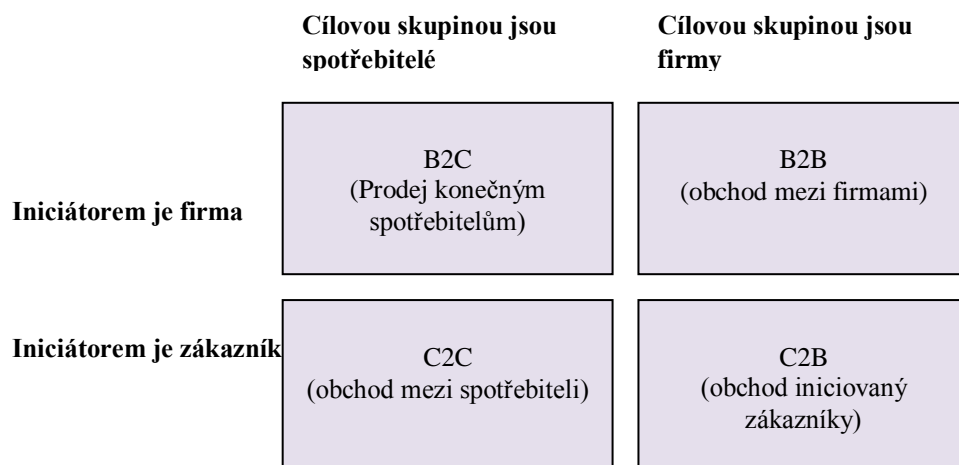 Cílovou skupinou jsou
spotřebitelé
Cílovou skupinou jsou
firmy
Iniciátorem je firma
B2C
(Prodej konečným
spotřebitelům)
B2B
(obchod mezi firmami)
Iniciátorem je zákazník
C2C
(obchod mezi spotřebiteli)
C2B
(obchod iniciovaný
zákazníky)